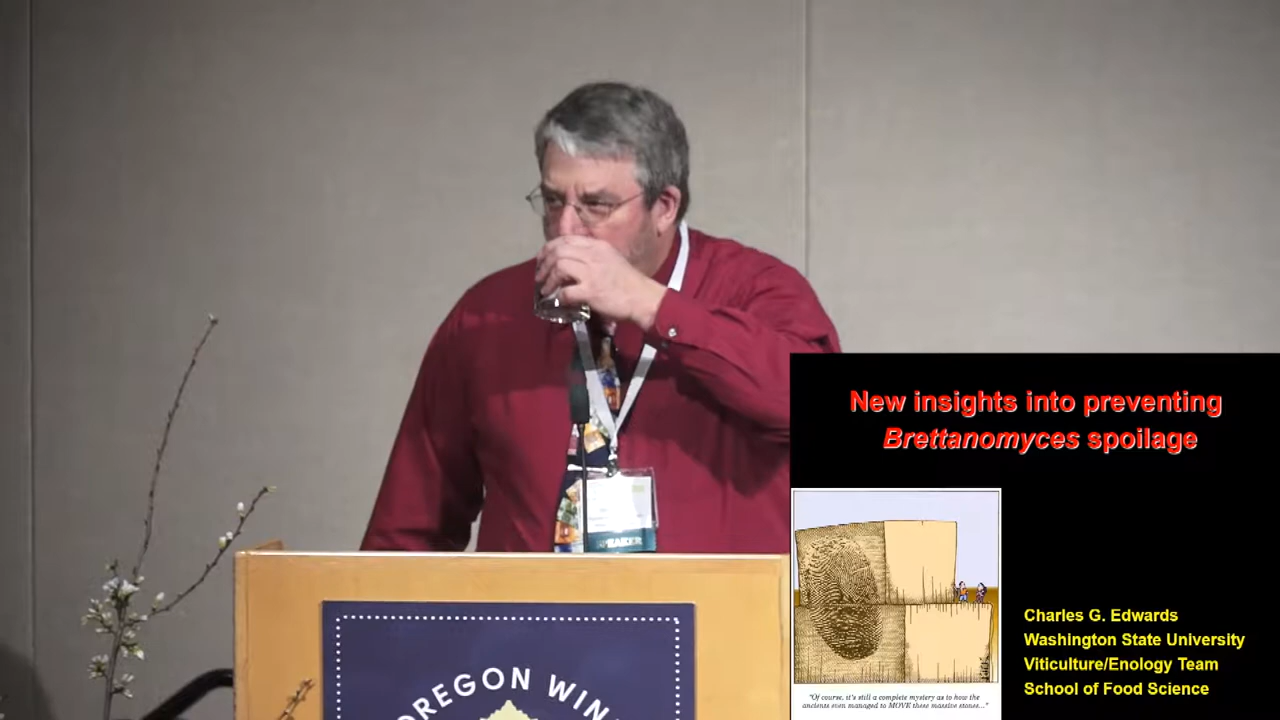 New insights into preventing
Brettanomyces spoilage
Charles G. Edwards
Washington State University
Viticulture/Enology Team
School of Food Science
"Of course, it's still a complete mystery as to how the
ancients even managed to MOVE these massive stones..."
OREGON WIN